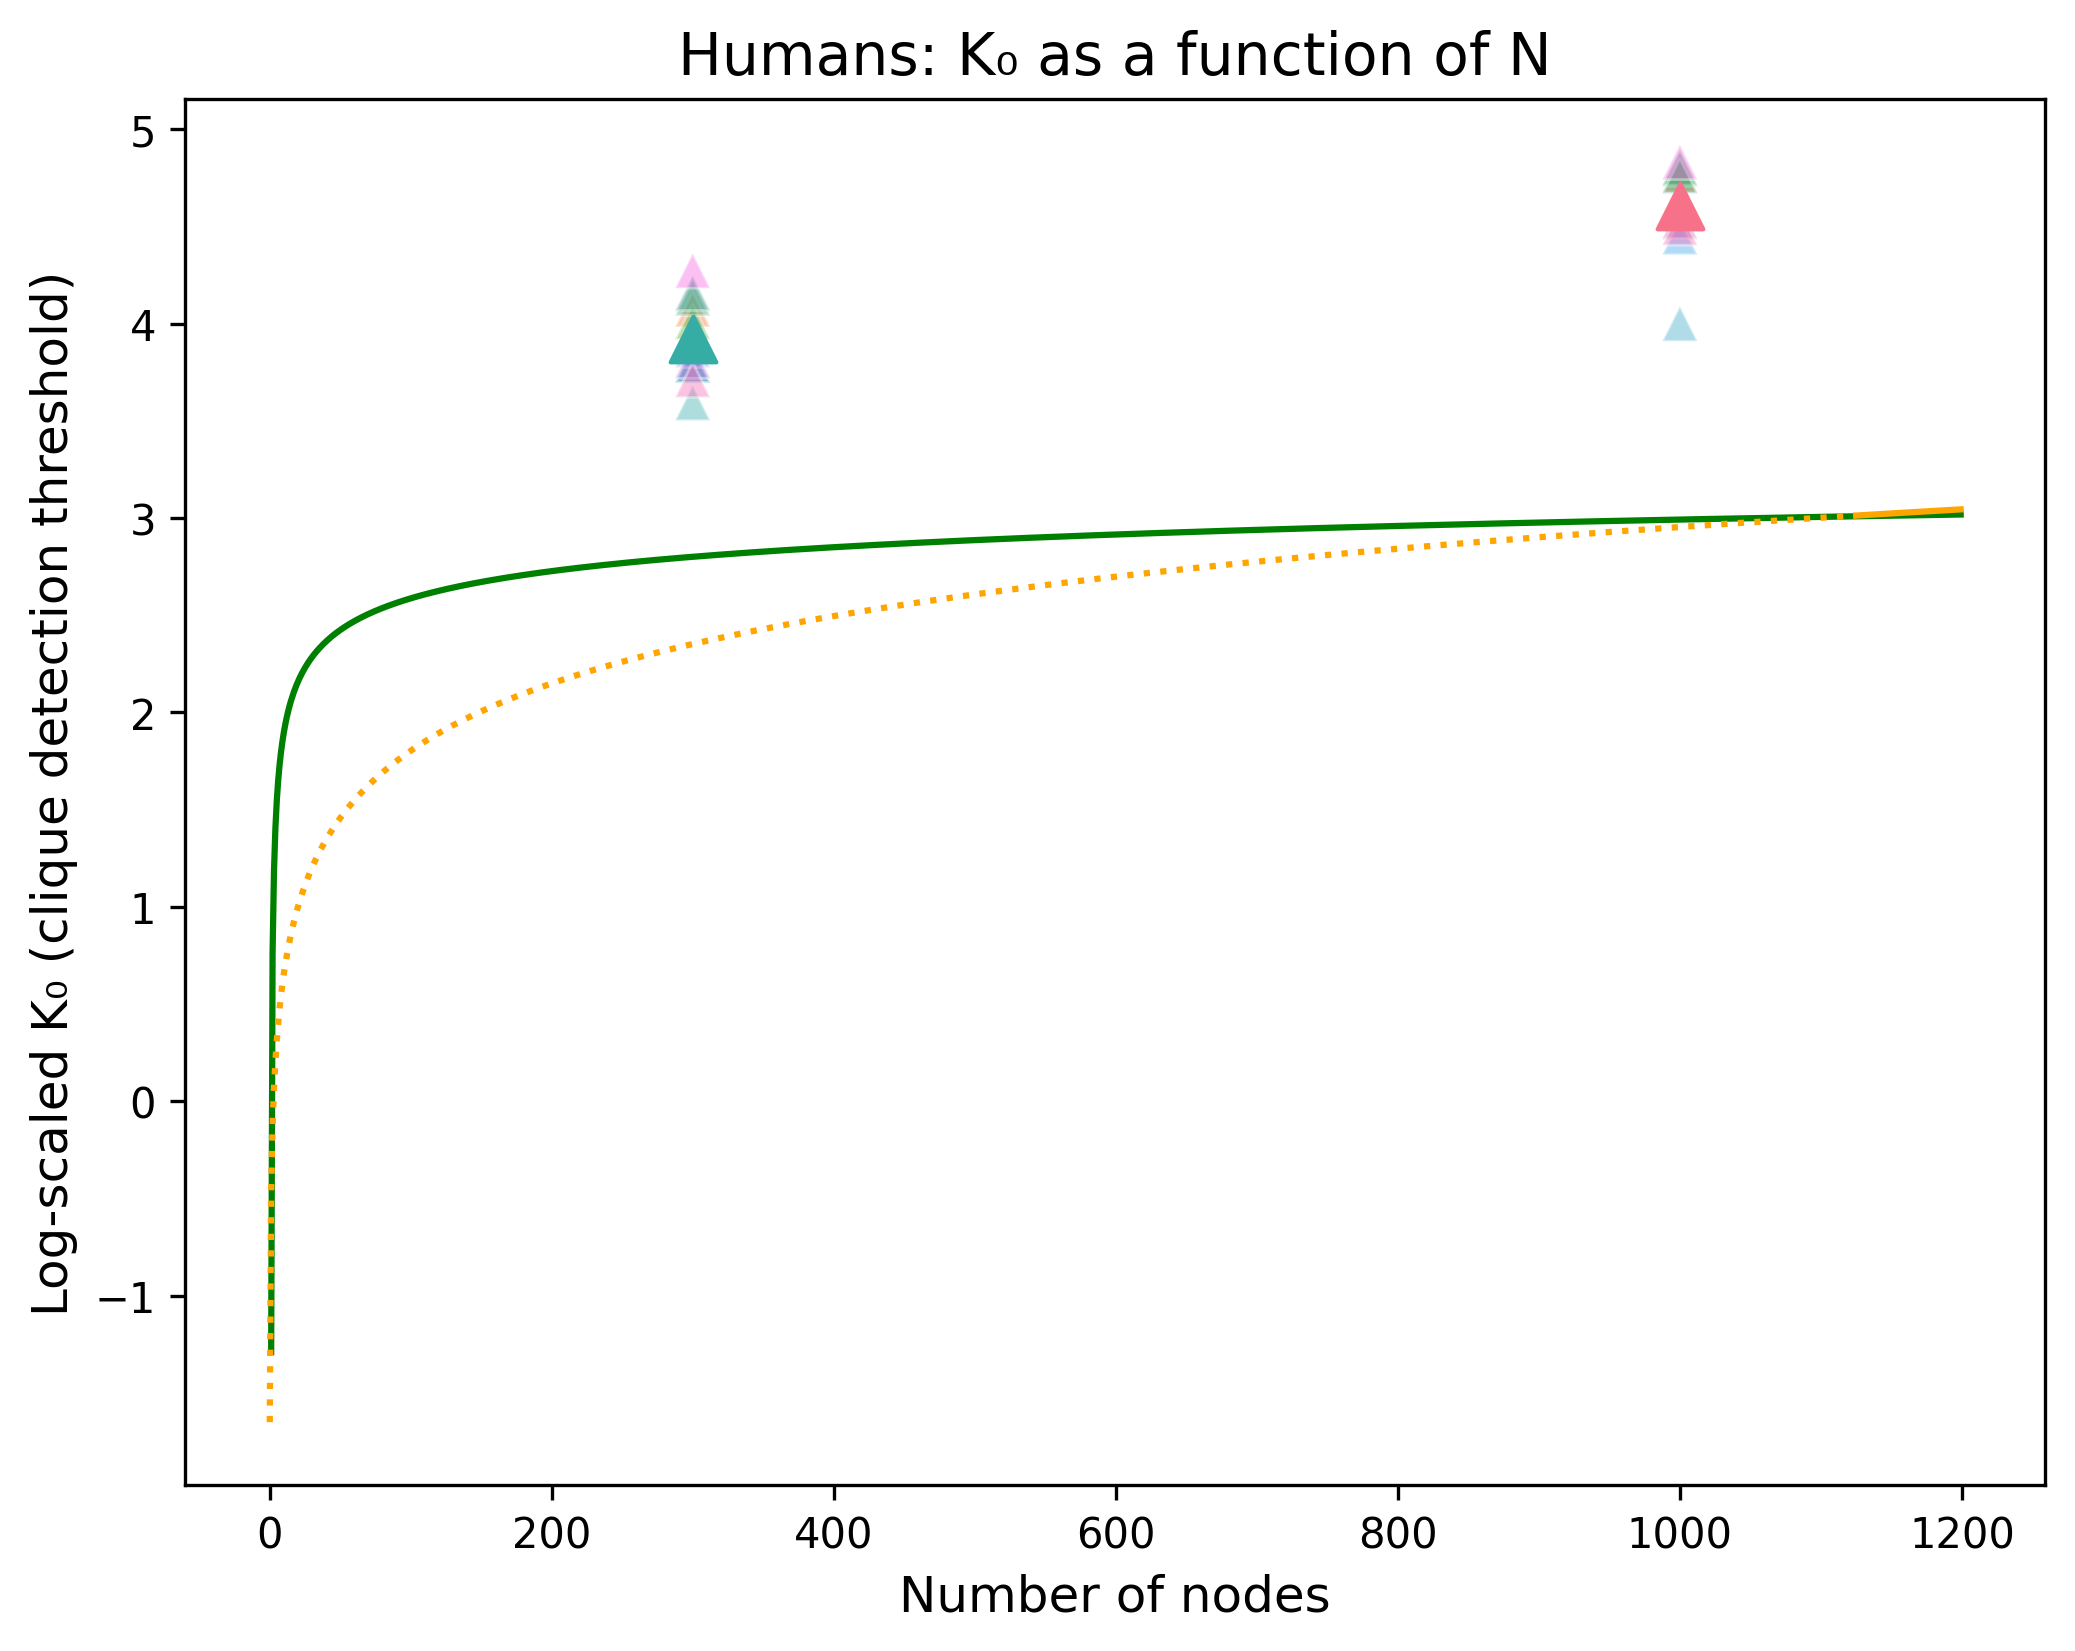 Humans: K₀ as a function of N
Log-scaled K₀ (clique detection threshold)
5
4
3
2
1
0
−1
0 200 400 600 800 1000 1200
Number of nodes